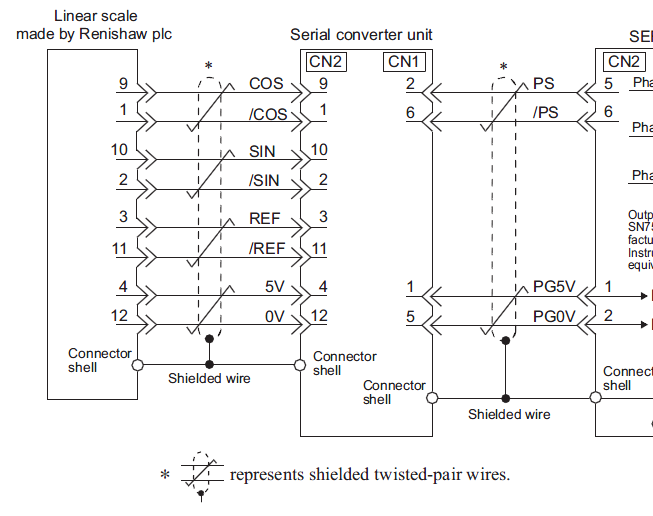 Linear scale
made by Renishaw plc
Serial converter unit
CN2
CN1
CN2
*
*
9 COS 9
1 /COS 1
10 SIN 10
2 /SIN 2
3 REF 3
11 /REF 11
4 5V 4
12 0V 12
2 PS 5
6 /PS 6
1 PG5V 1
5 PG0V 2
Connector
shell
Shielded wire
Connector
shell
Connector
shell
Shielded wire
shell
* represents shielded twisted-pair wires.